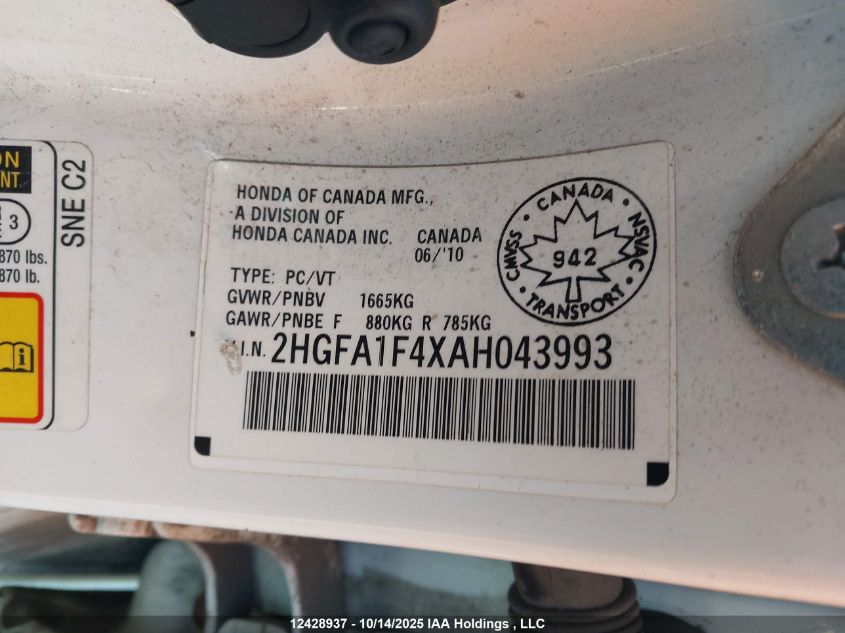 ON
NT
3
870 lbs.
870 lb.
SNE C2
HONDA OF CANADA MFG.,
A DIVISION OF
HONDA CANADA INC. CANADA
06/'10
TYPE: PC/VT
GVWR/PNBV 1665KG
GAWR/PNBE F 880KG R 785KG
.I.N. 2HGFA1F4XAH043993
CANADA
CMVSS · NSVAC
942
TRANSPORT
12428937 - 10/14/2025 IAA Holdings , LLC